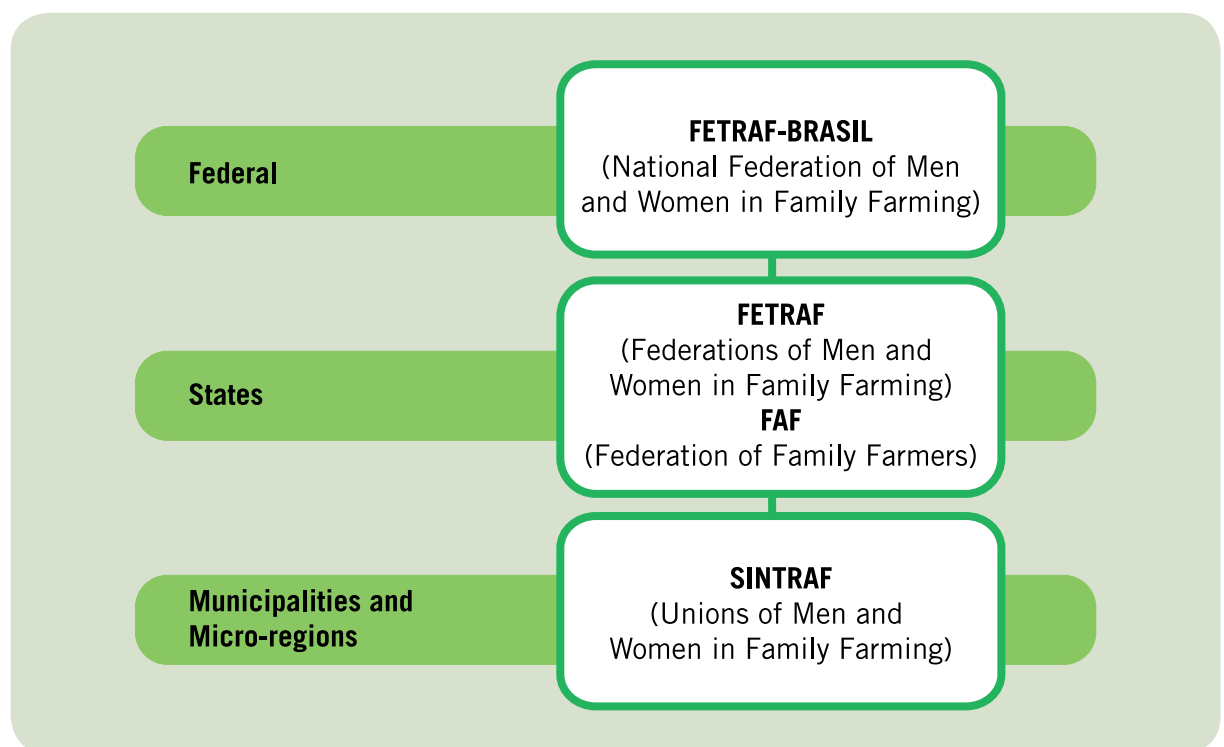 Federal
FETRAF-BRASIL
(National Federation of Men
and Women in Family Farming)
States
FETRAF
(Federations of Men and
Women in Family Farming)
FAF
(Federation of Family Farmers)
Municipalities and
Micro-regions
SINTRAF
(Unions of Men and
Women in Family Farming)